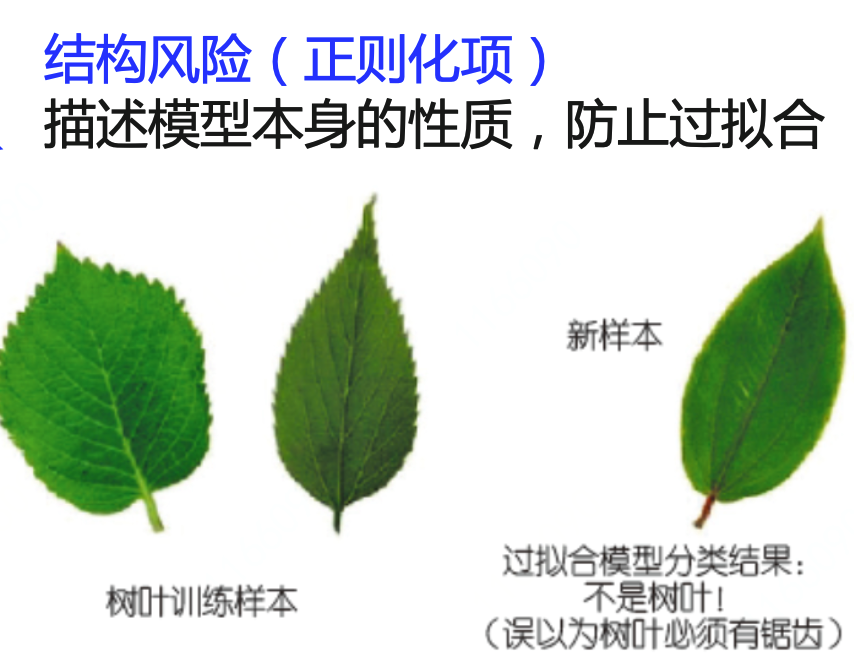 结构风险（正则化项）
描述模型本身的性质，防止过拟合
新样本
树叶训练样本
过拟合模型分类结果：
不是树叶！
（误以为树叶必须有锯齿）